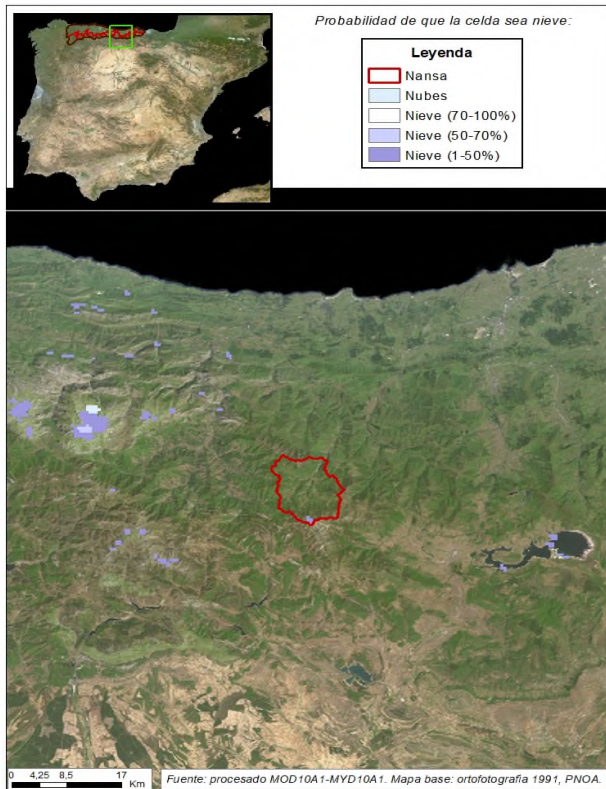 Probabilidad de que la celda sea nieve:
Leyenda
Nansa
Nubes
Nieve (70-100%)
Nieve (50-70%)
Nieve (1-50%)
0 4,25 8,5 17
Km
Fuente: procesado MOD10A1-MYD10A1. Mapa base: ortofotografia 1991, PNOA.